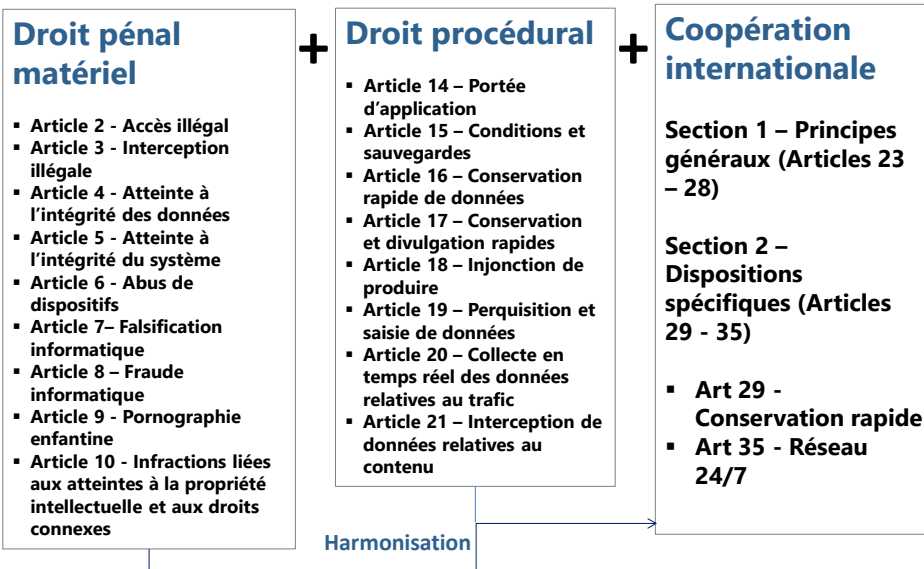 Droit pénal
matériel
▪ Article 2 - Accès illégal
▪ Article 3 - Interception
illégale
▪ Article 4 - Atteinte à
l’intégrité des données
▪ Article 5 - Atteinte à
l’intégrité du système
▪ Article 6 - Abus de
dispositifs
▪ Article 7– Falsification
informatique
▪ Article 8 – Fraude
informatique
▪ Article 9 - Pornographie
enfantine
▪ Article 10 - Infractions liées
aux atteintes à la propriété
intellectuelle et aux droits
connexes
+
Droit procédural
▪ Article 14 – Portée
d’application
▪ Article 15 – Conditions et
sauvegardes
▪ Article 16 – Conservation
rapide de données
▪ Article 17 – Conservation
et divulgation rapides
▪ Article 18 – Injonction de
produire
▪ Article 19 – Perquisition et
saisie de données
▪ Article 20 – Collecte en
temps réel des données
relatives au trafic
▪ Article 21 – Interception de
données relatives au
contenu
+
Coopération
internationale
Section 1 – Principes
généraux (Articles 23
– 28)
Section 2 –
Dispositions
spécifiques (Articles
29 - 35)
▪ Art 29 -
Conservation rapide
▪ Art 35 - Réseau
24/7
Harmonisation